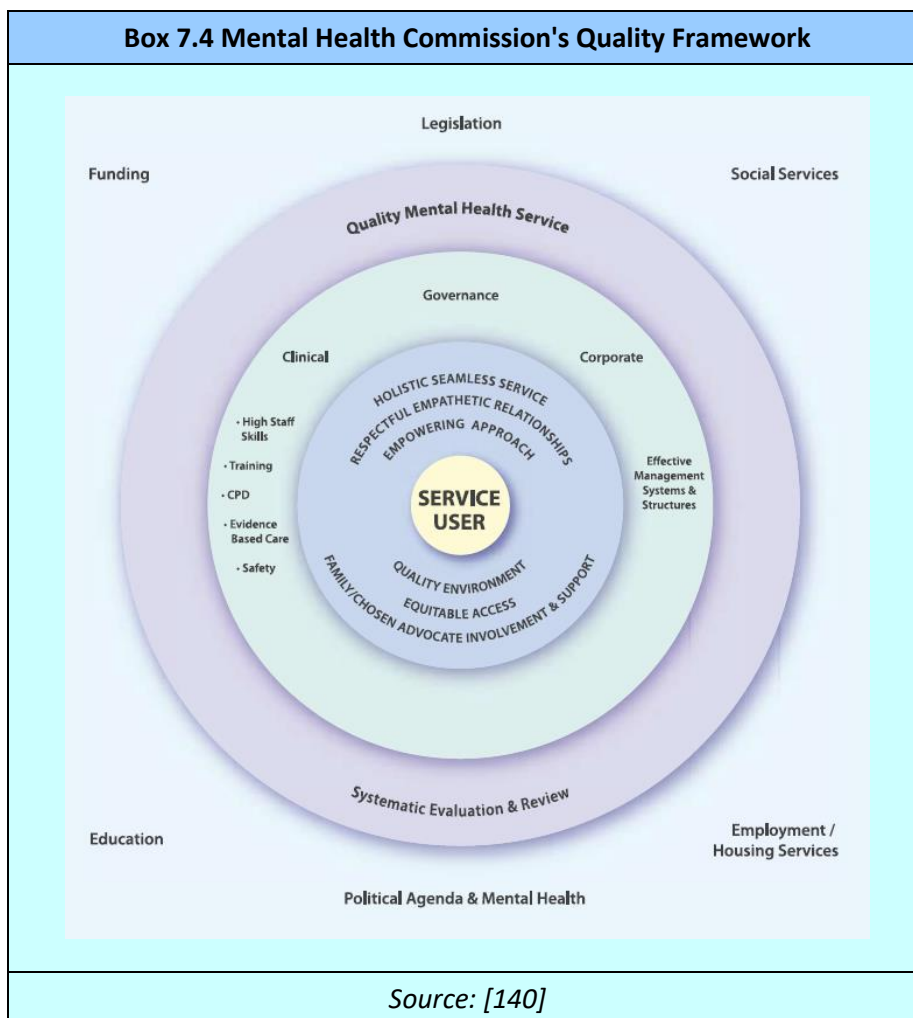 Box 7.4 Mental Health Commission's Quality Framework
Legislation
Funding
Social Services
Quality Mental Health Service
Governance
Clinical
Corporate
HOLISTIC SEAMLESS SERVICE
RESPECTFUL EMPATHETIC RELATIONSHIPS
EMPOWERING APPROACH
• High Staff
Skills
• Training
• CPD
• Evidence
Based Care
• Safety
Effective
Management
Systems &
Structures
SERVICE
USER
QUALITY ENVIRONMENT
EQUITABLE ACCESS
FAMILY/CHOSEN ADVOCATE INVOLVEMENT & SUPPORT
Systematic Evaluation & Review
Education
Employment /
Housing Services
Political Agenda & Mental Health
Source: [140]